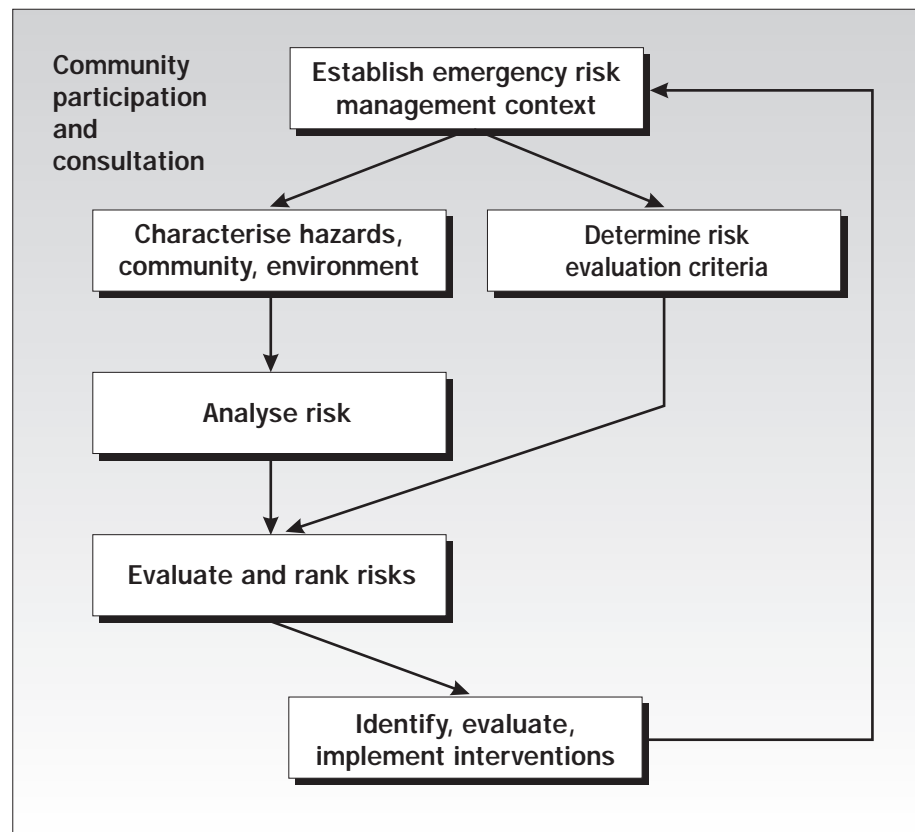 Community
participation
and
consultation
Establish emergency risk
management context
Characterise hazards,
community, environment
Determine risk
evaluation criteria
Analyse risk
Evaluate and rank risks
Identify, evaluate,
implement interventions